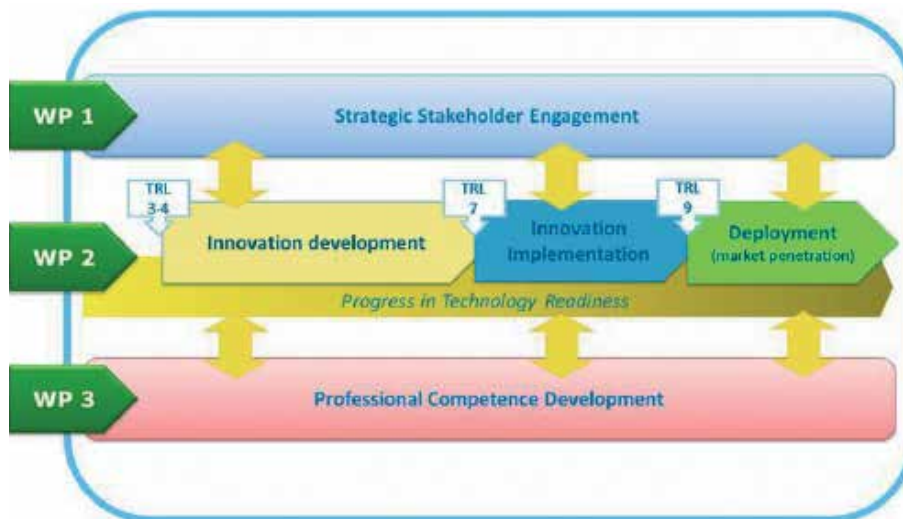 WP 1
Strategic Stakeholder Engagement
TRL
3-4
TRL
7
TRL
9
WP 2
Innovation development
Innovation
Implementation
Deployment
(market penetration)
Progress in Technology Readiness
WP 3
Professional Competence Development